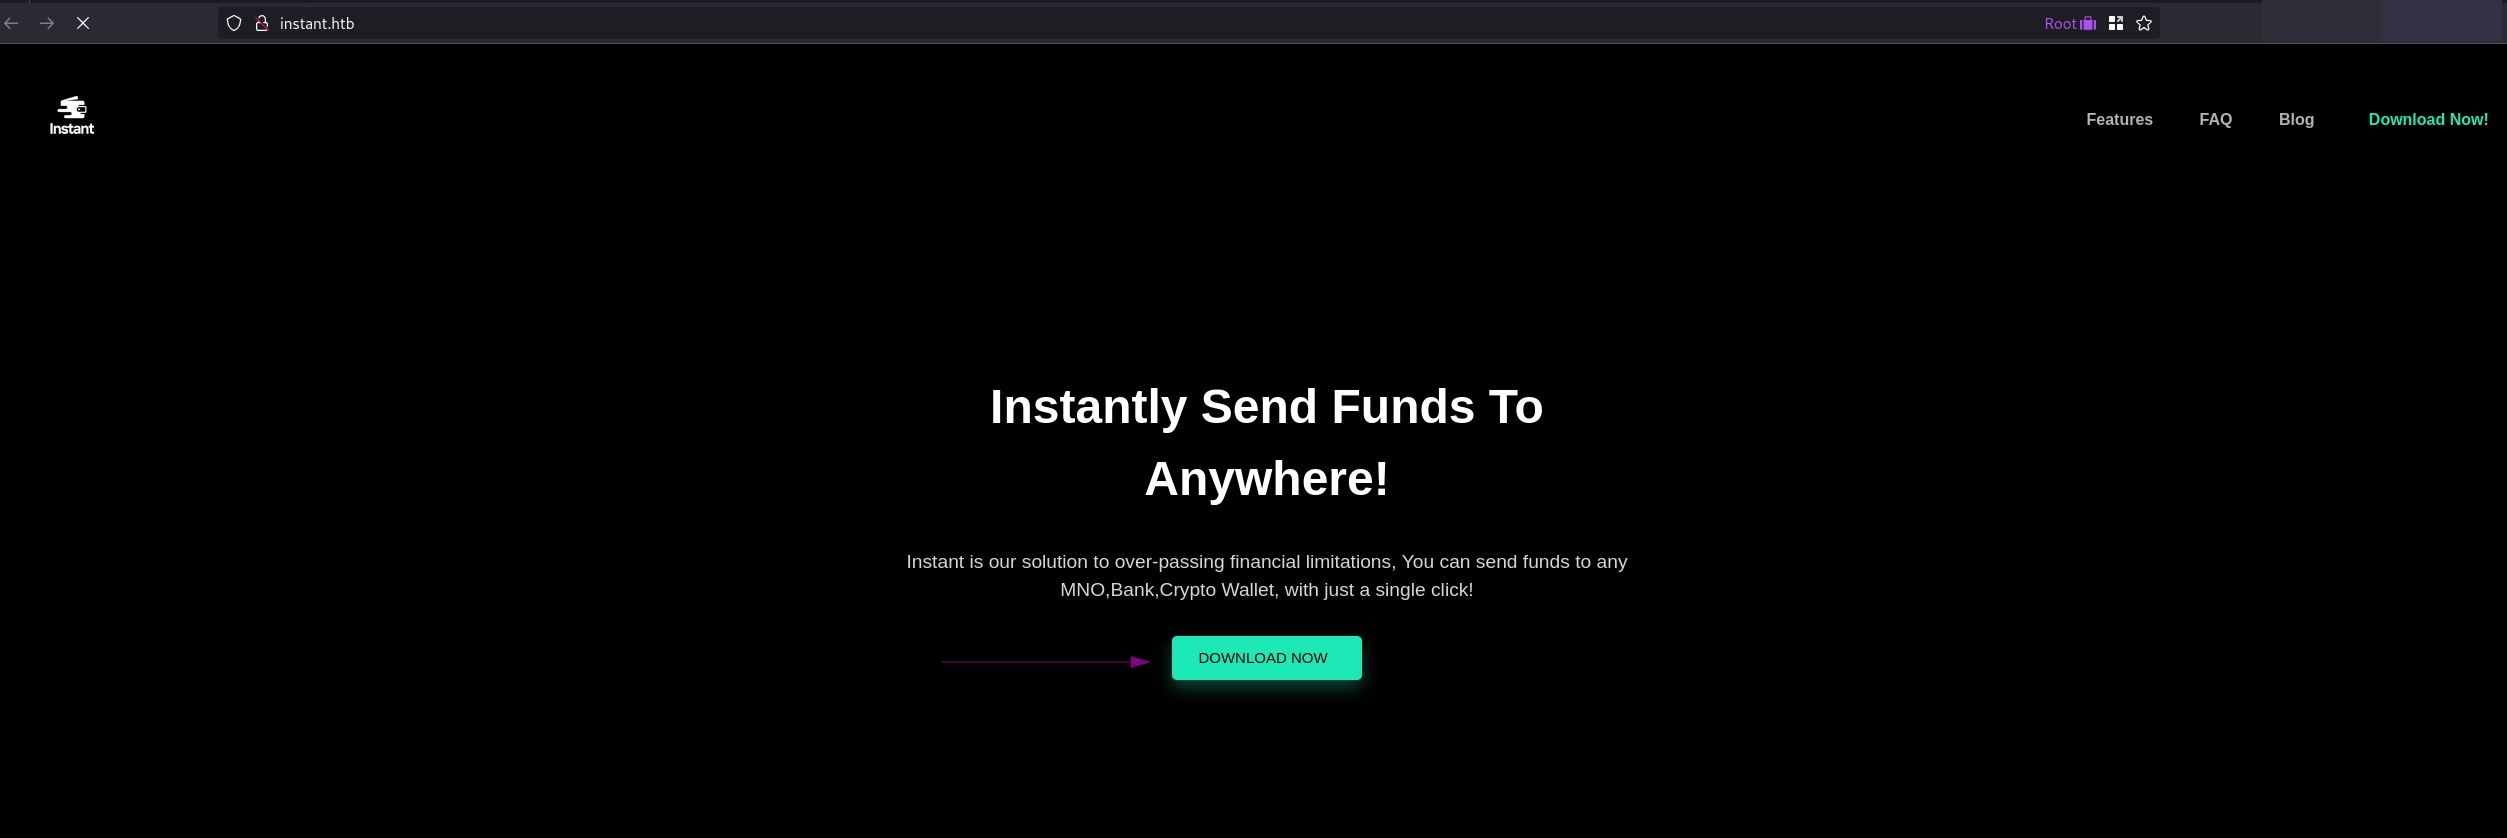 instant.htb
Root
Instant
Features
FAQ
Blog
Download Now!
Instantly Send Funds To
Anywhere!
Instant is our solution to over-passing financial limitations, You can send funds to any
MNO,Bank,Crypto Wallet, with just a single click!
DOWNLOAD NOW